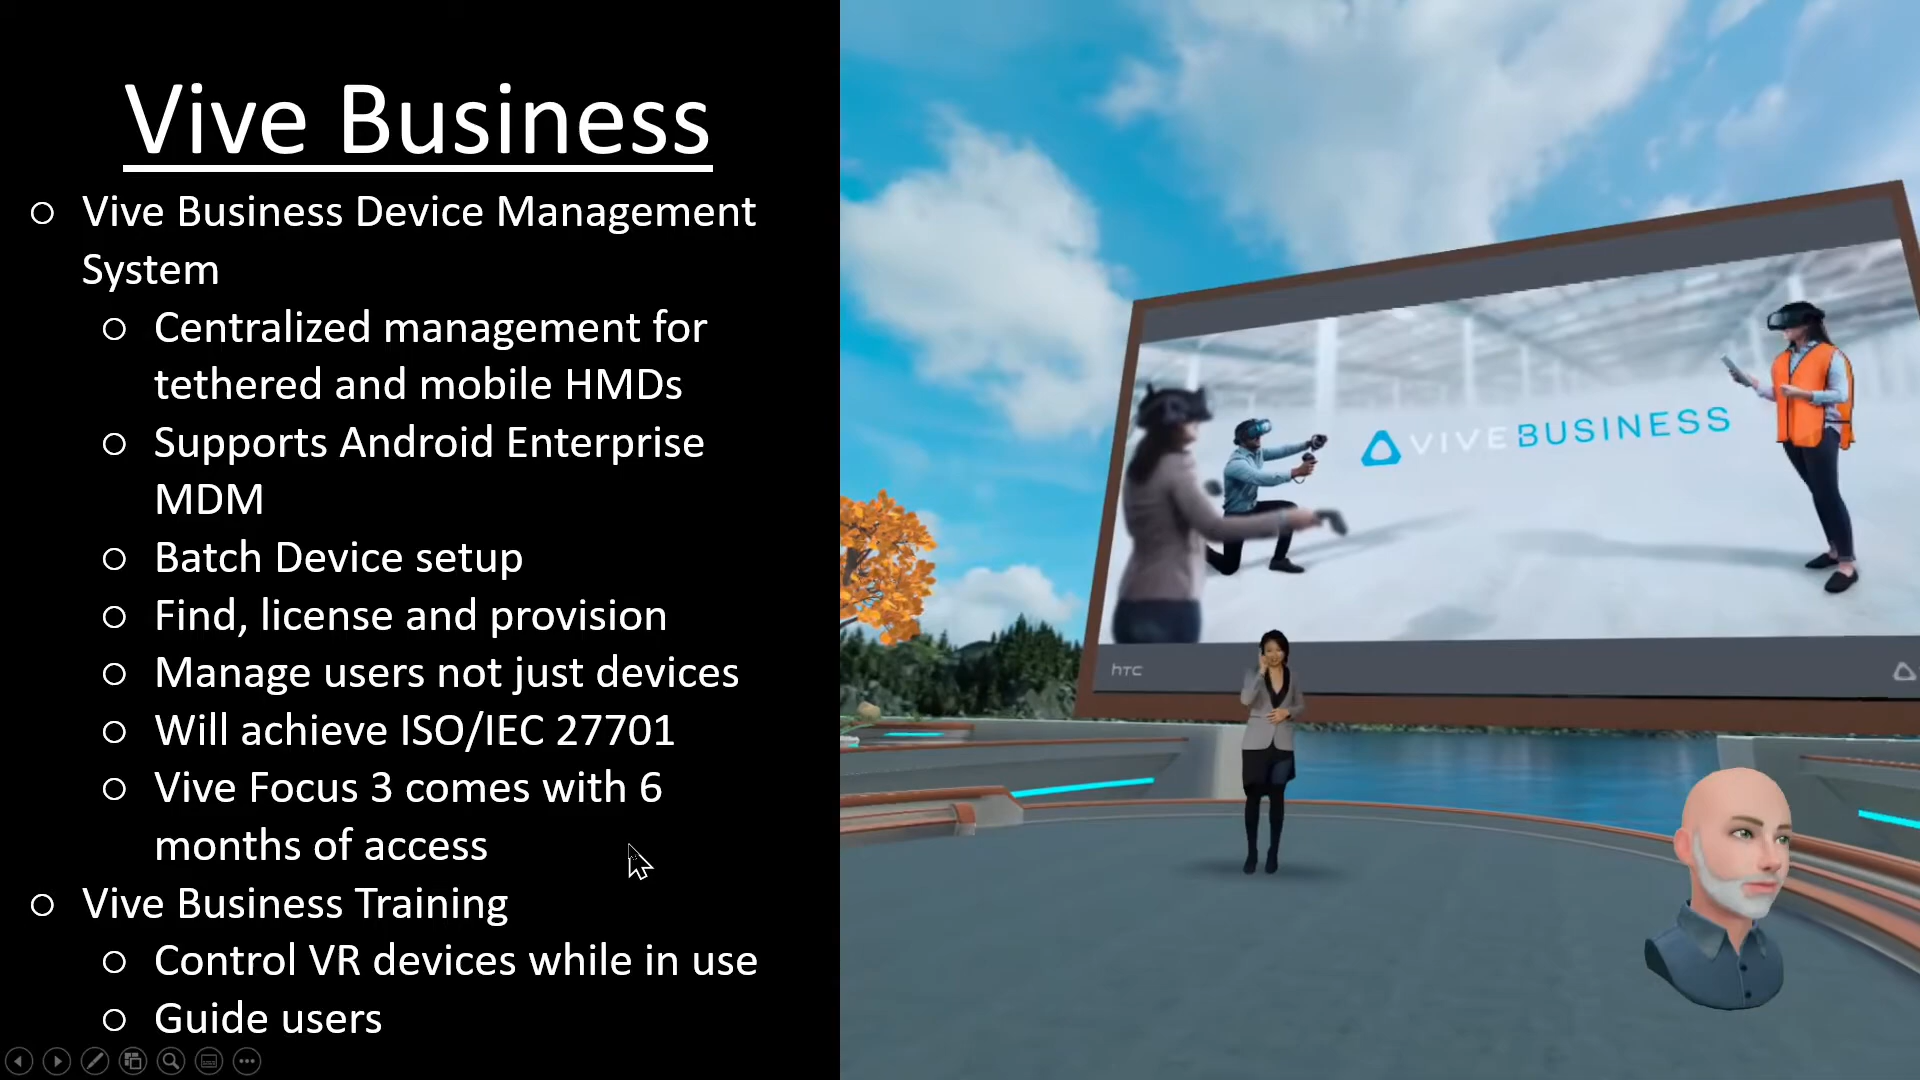 Vive Business
Vive Business Device Management
System
Centralized management for
tethered and mobile HMDs
Supports Android Enterprise
MDM
Batch Device setup
Find, license and provision
Manage users not just devices
Will achieve ISO/IEC 27701
Vive Focus 3 comes with 6
months of access
Vive Business Training
Control VR devices while in use
Guide users
VIVE BUSINESS
hTC